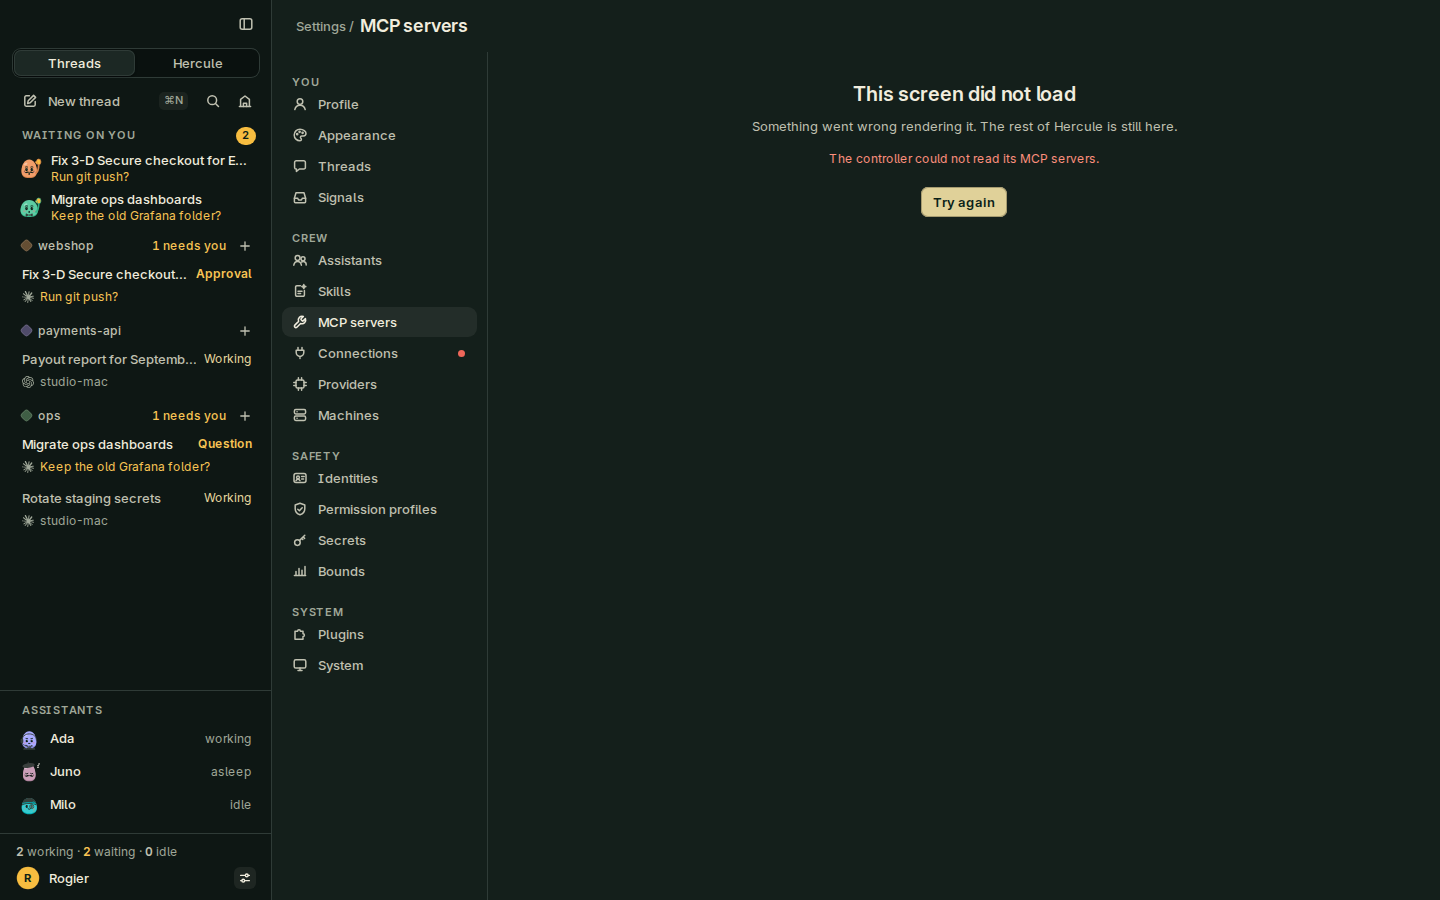 Settings / MCP servers
Threads
Hercule
New thread
⌘N
WAITING ON YOU
2
Fix 3-D Secure checkout for E...
Run git push?
Migrate ops dashboards
Keep the old Grafana folder?
webshop
1 needs you
Fix 3-D Secure checkout...
Approval
Run git push?
payments-api
Payout report for Septemb...
Working
studio-mac
ops
1 needs you
Migrate ops dashboards
Question
Keep the old Grafana folder?
Rotate staging secrets
Working
studio-mac
ASSISTANTS
Ada
working
Juno
asleep
Milo
idle
2 working · 2 waiting · 0 idle
R
Rogier
YOU
Profile
Appearance
Threads
Signals
CREW
Assistants
Skills
MCP servers
Connections
Providers
Machines
SAFETY
Identities
Permission profiles
Secrets
Bounds
SYSTEM
Plugins
System
This screen did not load
Something went wrong rendering it. The rest of Hercule is still here.
The controller could not read its MCP servers.
Try again